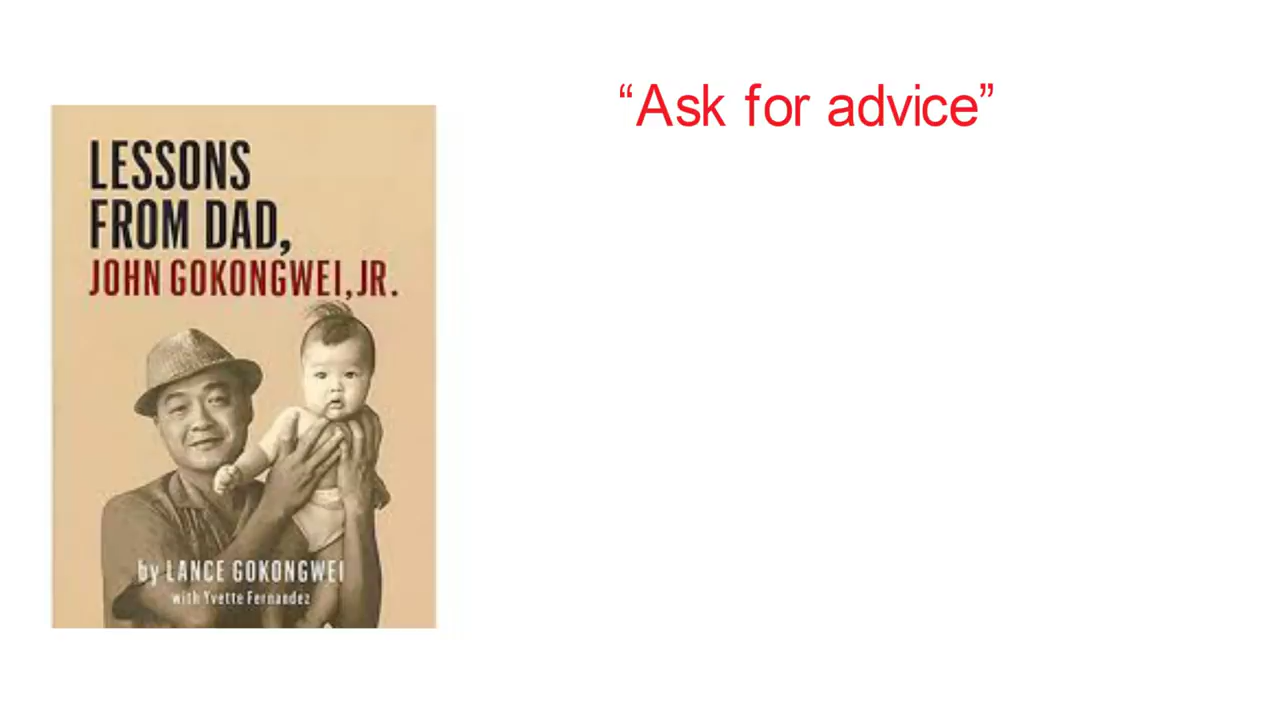 “Ask for advice”
LESSONS
FROM DAD,
JOHN GOKONGWEI, JR.
by LANCE GOKONGWEI
with Yvette Fernandez